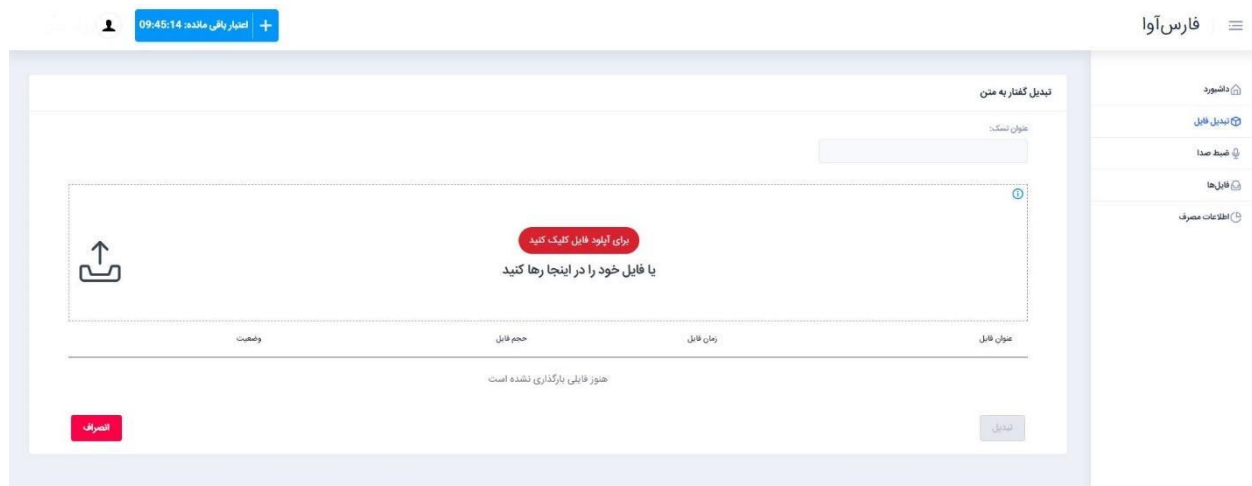 فارس‌آوا
اعتبار باقی مانده: 09:45:14
داشبورد
تبدیل فایل
ضبط صدا
فایل‌ها
اطلاعات مصرف
تبدیل گفتار به متن
عنوان تسک:
برای آپلود فایل کلیک کنید
یا فایل خود را در اینجا رها کنید
عنوان فایل زمان فایل حجم فایل وضعیت
هنوز فایلی بارگذاری نشده است
تبدیل انصراف